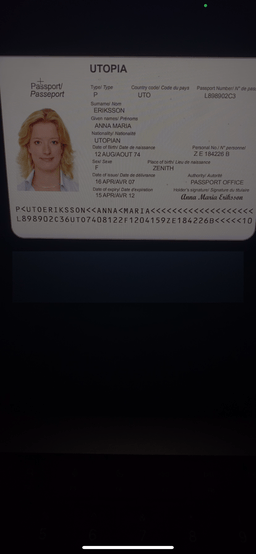 UTOPIA
Passport/ Passeport
Type/ Type Country code/ Code du pays Passport Number/ N° de
P UTO L898902C3
Surname/ Nom
ERIKSSON
Given names/ Prénoms
ANNA MARIA
Nationality/ Nationalité
UTOPIAN
Date of birth/ Date de naissance Personal No./ N° personnel
12 AUG/AOUT 74 Z E 184226 B
Sex/ Sexe Place of birth/ Lieu de naissance
F ZENITH
Date of issue/ Date de délivrance Authority/ Autorité
16 APR/AVR 07 PASSPORT OFFICE
Date of expiry/ Date d'expiration Holder's signature/ Signature du titulaire
15 APR/AVR 12 Anna Maria Eriksson
P<UTOERIKSSON<<ANNA<MARIA<<<<<<<<<<<<<<<<<<<
L898902C36UTO7408122F1204159ZE184226B<<<<<10